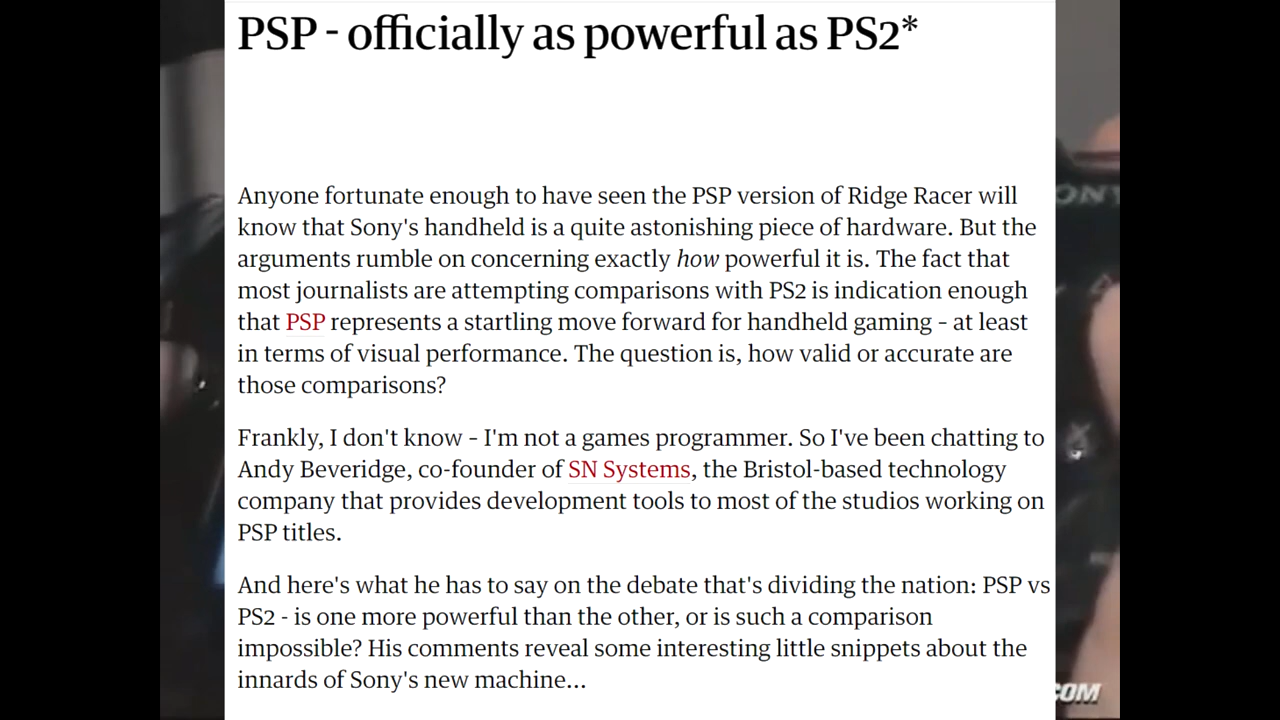 PSP - officially as powerful as PS2*
Anyone fortunate enough to have seen the PSP version of Ridge Racer will
know that Sony's handheld is a quite astonishing piece of hardware. But the
arguments rumble on concerning exactly how powerful it is. The fact that
most journalists are attempting comparisons with PS2 is indication enough
that PSP represents a startling move forward for handheld gaming – at least
in terms of visual performance. The question is, how valid or accurate are
those comparisons?
Frankly, I don't know – I'm not a games programmer. So I've been chatting to
Andy Beveridge, co-founder of SN Systems, the Bristol-based technology
company that provides development tools to most of the studios working on
PSP titles.
And here's what he has to say on the debate that's dividing the nation: PSP vs
PS2 - is one more powerful than the other, or is such a comparison
impossible? His comments reveal some interesting little snippets about the
innards of Sony's new machine...
ONY
.COM